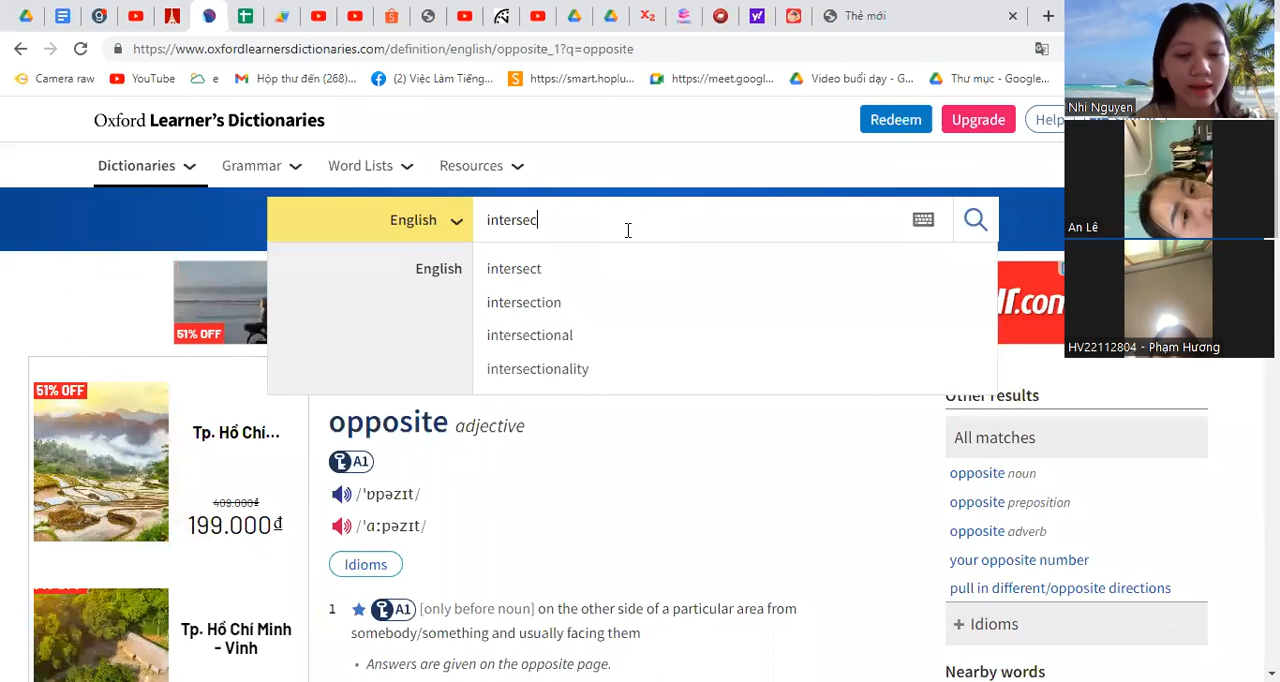 Thẻ mới
https://www.oxfordlearnersdictionaries.com/definition/english/opposite_1?q=opposite
Camera raw
YouTube
e
Hộp thư đến (268)...
(2) Việc Làm Tiếng...
https://smart.hoplu...
https://meet.googl...
Video buổi dạy - G...
Thư mục - Google...
Oxford Learner's Dictionaries
Redeem
Upgrade
Help
Dictionaries
Grammar
Word Lists
Resources
English
intersec
English
intersect
intersection
intersectional
intersectionality
51% OFF
51% OFF
Tp. Hồ Chí...
409.000₫
199.000₫
Tp. Hồ Chí Minh
- Vinh
opposite adjective
A1
/ˈɒpəzɪt/
/ˈɑːpəzɪt/
Idioms
1 A1 [only before noun] on the other side of a particular area from
somebody/something and usually facing them
• Answers are given on the opposite page.
Other results
All matches
opposite noun
opposite preposition
opposite adverb
your opposite number
pull in different/opposite directions
+ Idioms
Nearby words
Nhi Nguyen
An Lê
HV22112804 - Phạm Hương